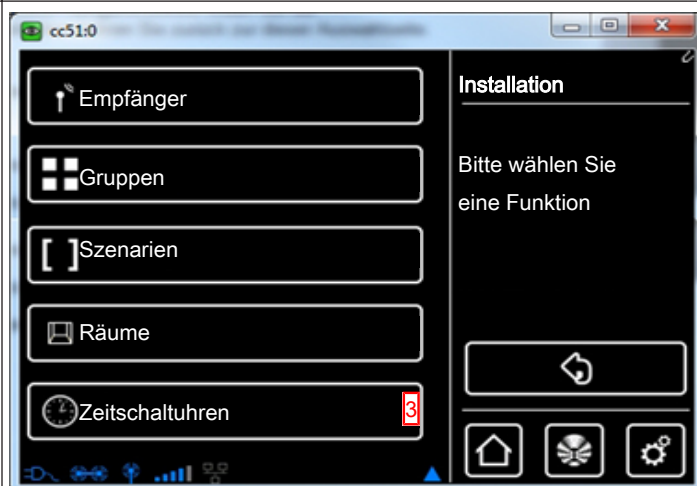 cc51:0
Empfänger
Gruppen
[ ]Szenarien
Räume
Zeitschaltuhren 3
Installation
Bitte wählen Sie
eine Funktion